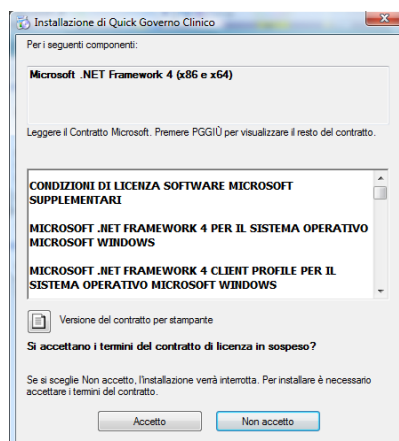 Installazione di Quick Governo Clinico
Per i seguenti componenti:
Microsoft .NET Framework 4 (x86 e x64)
Leggere il Contratto Microsoft. Premere PGGIÙ per visualizzare il resto del contratto.
CONDIZIONI DI LICENZA SOFTWARE MICROSOFT
SUPPLEMENTARI
MICROSOFT .NET FRAMEWORK 4 PER IL SISTEMA OPERATIVO
MICROSOFT WINDOWS
MICROSOFT .NET FRAMEWORK 4 CLIENT PROFILE PER IL
SISTEMA OPERATIVO MICROSOFT WINDOWS
Versione del contratto per stampante
Si accettano i termini del contratto di licenza in sospeso?
Se si sceglie Non accetto, l'installazione verrà interrotta. Per installare è necessario
accettare i termini del contratto.
Accetto Non accetto